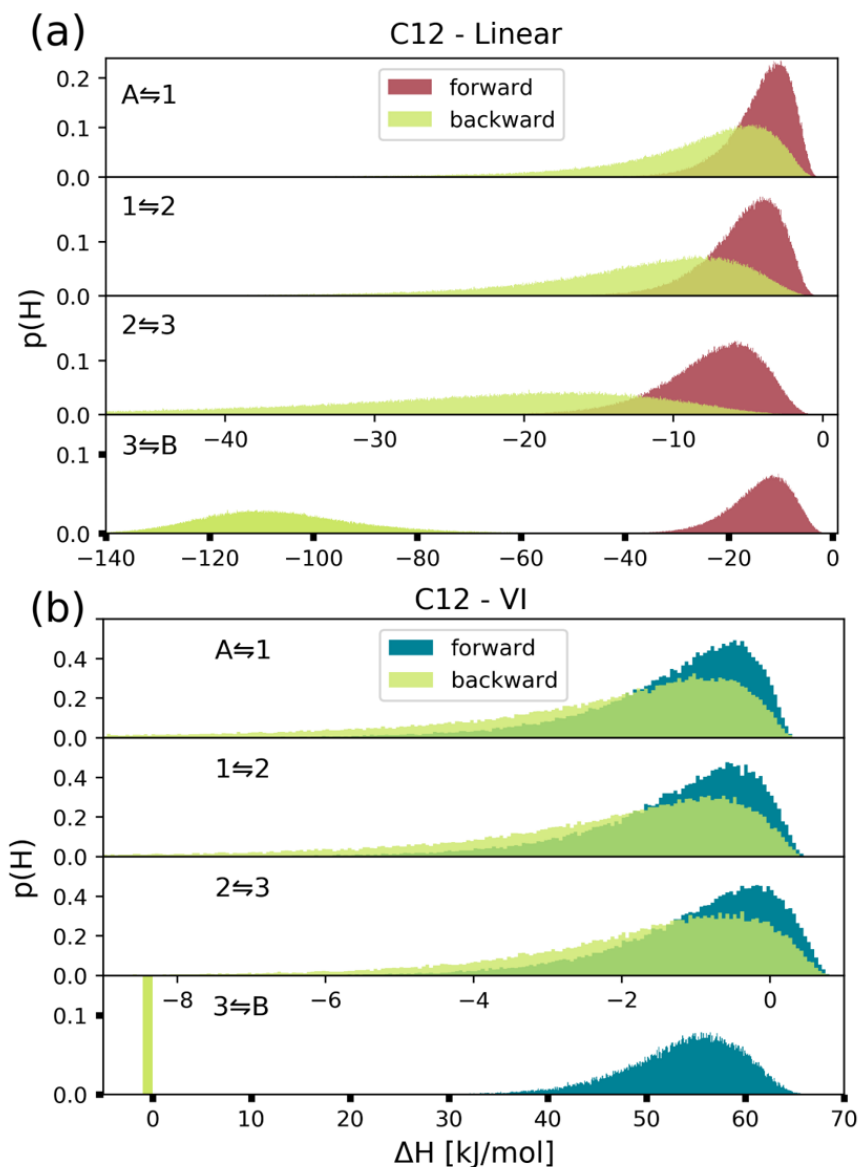 (a)
C12 - Linear
A⇋1
forward
backward
0.2
0.1
0.0
1⇋2
0.1
0.0
p(H)
2⇋3
0.1
0.0
−40 −30 −20 −10 0
3⇋B
0.1
0.0
−140 −120 −100 −80 −60 −40 −20 0
(b)
C12 - VI
A⇋1
forward
backward
0.4
0.2
0.0
1⇋2
0.4
0.2
0.0
p(H)
2⇋3
0.4
0.2
0.0
−8 −6 −4 −2 0
3⇋B
0.1
0.0
0 10 20 30 40 50 60 70
ΔH [kJ/mol]